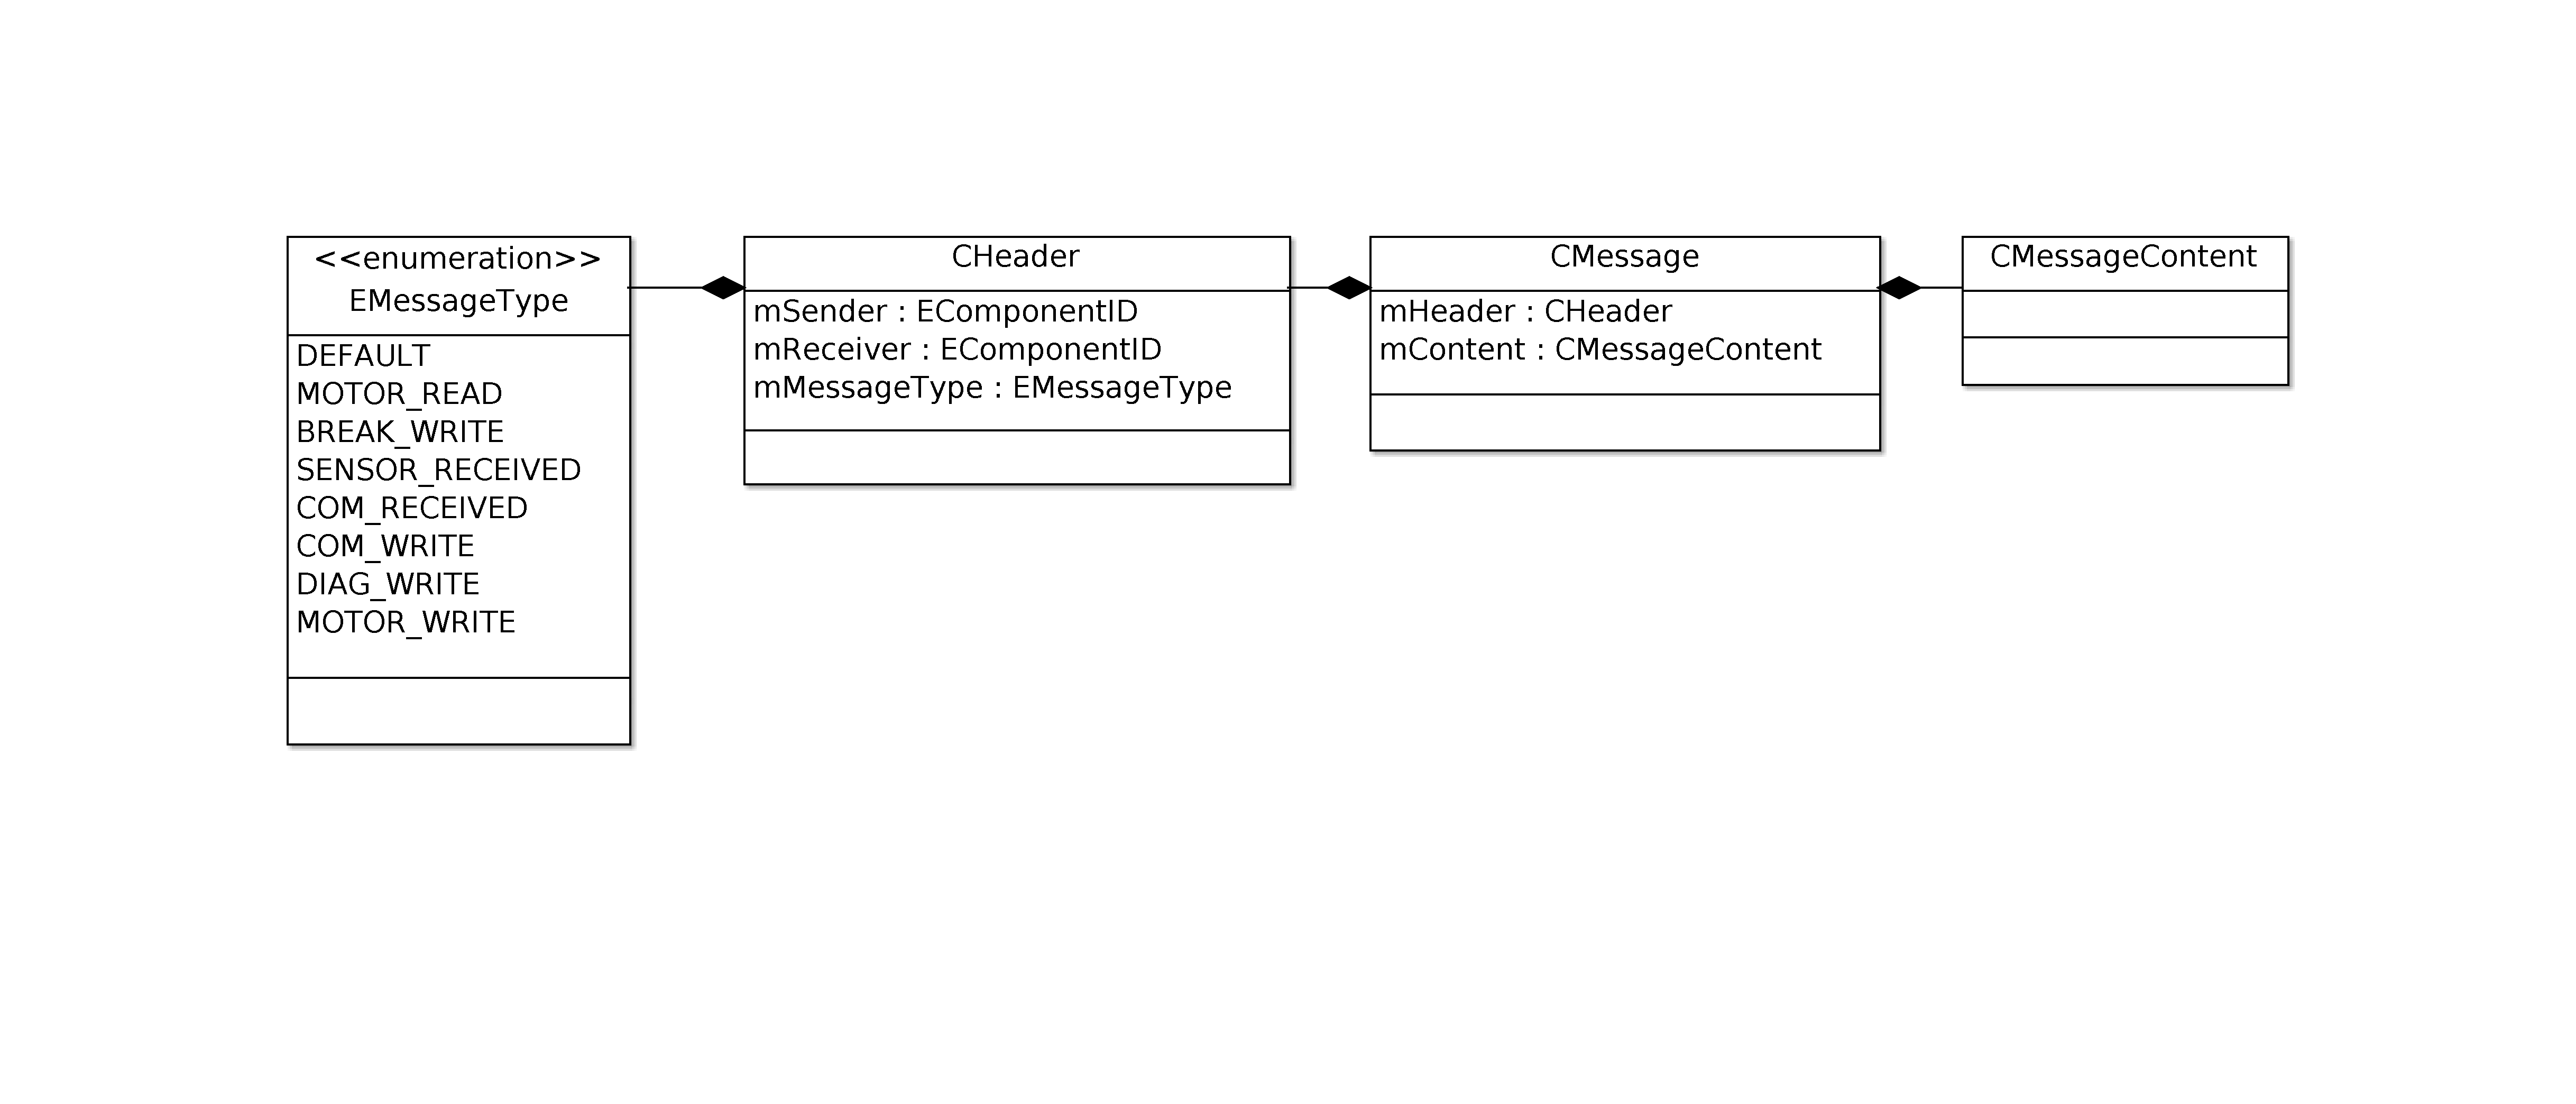 <<enumeration>>
EMessageType
DEFAULT
MOTOR_READ
BREAK_WRITE
SENSOR_RECEIVED
COM_RECEIVED
COM_WRITE
DIAG_WRITE
MOTOR_WRITE
CHeader
mSender : EComponentID
mReceiver : EComponentID
mMessageType : EMessageType
CMessage
mHeader : CHeader
mContent : CMessageContent
CMessageContent